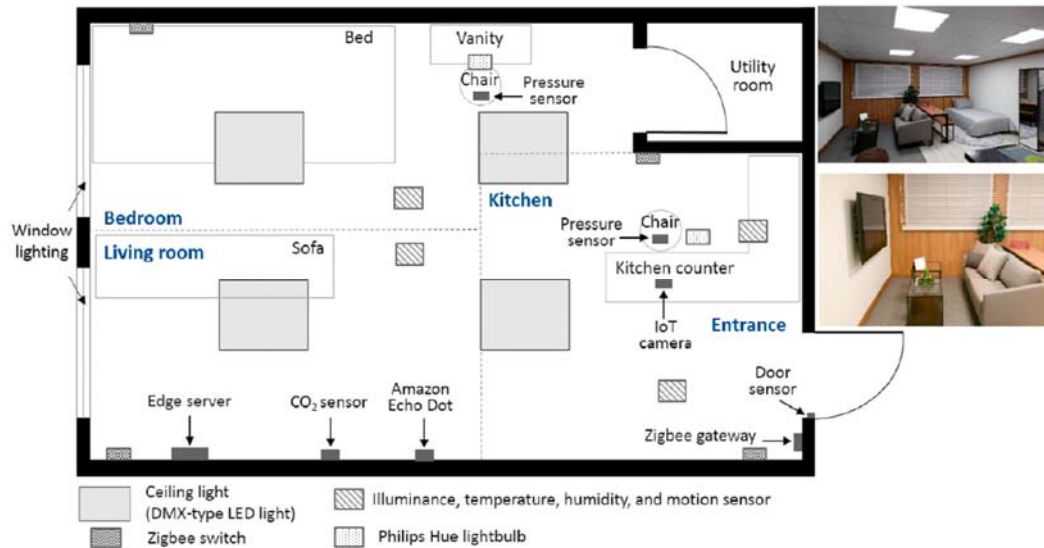 Bed
Vanity
Chair
Pressure
sensor
Utility
room
Window
lighting
Bedroom
Living room
Sofa
Kitchen
Pressure
sensor
Chair
Kitchen counter
IoT
camera
Entrance
Door
sensor
Edge server
CO₂ sensor
Amazon
Echo Dot
Zigbee gateway
Ceiling light
(DMX-type LED light)
Illuminance, temperature, humidity, and motion sensor
Zigbee switch
Philips Hue lightbulb